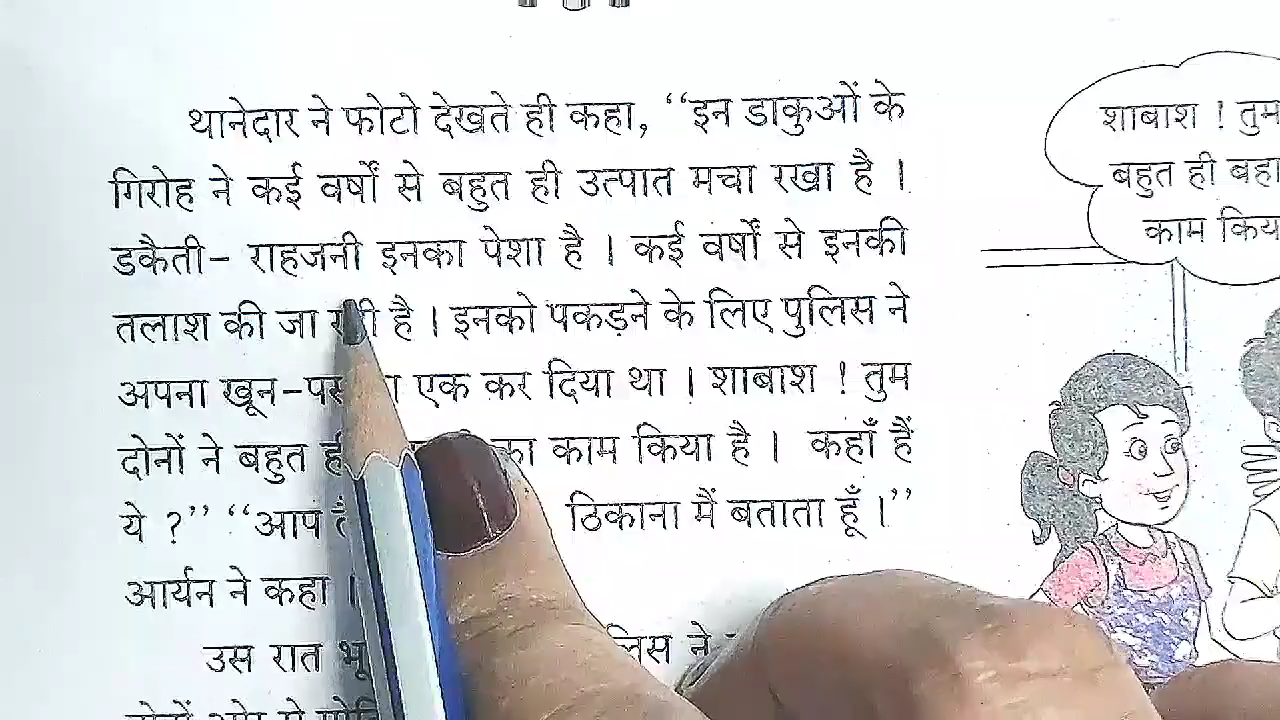 थानेदार ने फोटो देखते ही कहा, “इन डाकुओं के
गिरोह ने कई वर्षों से बहुत ही उत्पात मचा रखा है ।
डकैती– राहजनी इनका पेशा है । कई वर्षों से इनकी
तलाश की जा है । इनको पकड़ने के लिए पुलिस ने
अपना खून– एक कर दिया था । शाबाश ! तुम
दोनों ने बहुत का काम किया है । कहाँ हैं
ये ?” “आप ठिकाना मैं बताता हूँ ।”
आर्यन ने कहा ।
उस रात ने
शाबाश ! तुम
बहुत ही
काम